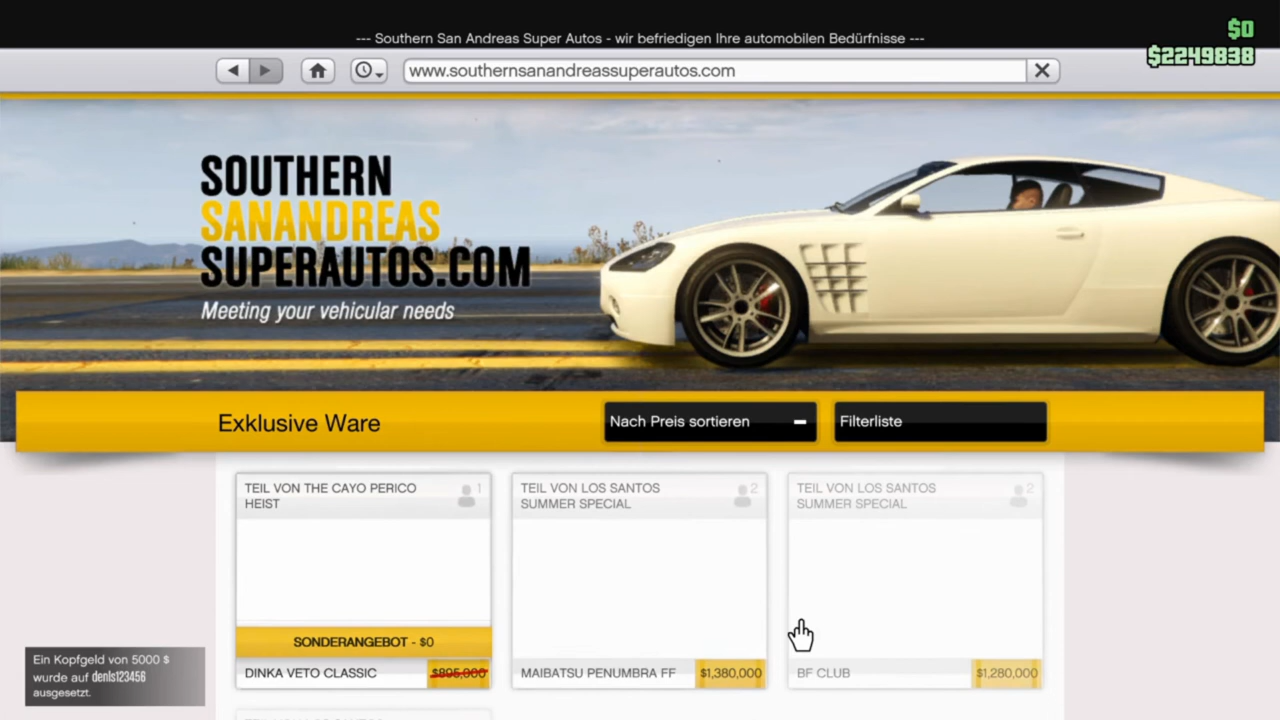 --- Southern San Andreas Super Autos - wir befriedigen Ihre automobilen Bedürfnisse ---
$0
$2249838
www.southernsanandreassuperautos.com
SOUTHERN
SANANDREAS
SUPERAUTOS.COM
Meeting your vehicular needs
Exklusive Ware
Nach Preis sortieren
Filterliste
TEIL VON THE CAYO PERICO
HEIST
1
SONDERANGEBOT - $0
DINKA VETO CLASSIC
$895,000
TEIL VON LOS SANTOS
SUMMER SPECIAL
2
MAIBATSU PENUMBRA FF
$1,380,000
TEIL VON LOS SANTOS
SUMMER SPECIAL
2
BF CLUB
$1,280,000
Ein Kopfgeld von 5000 $
wurde auf denls123456
ausgesetzt.